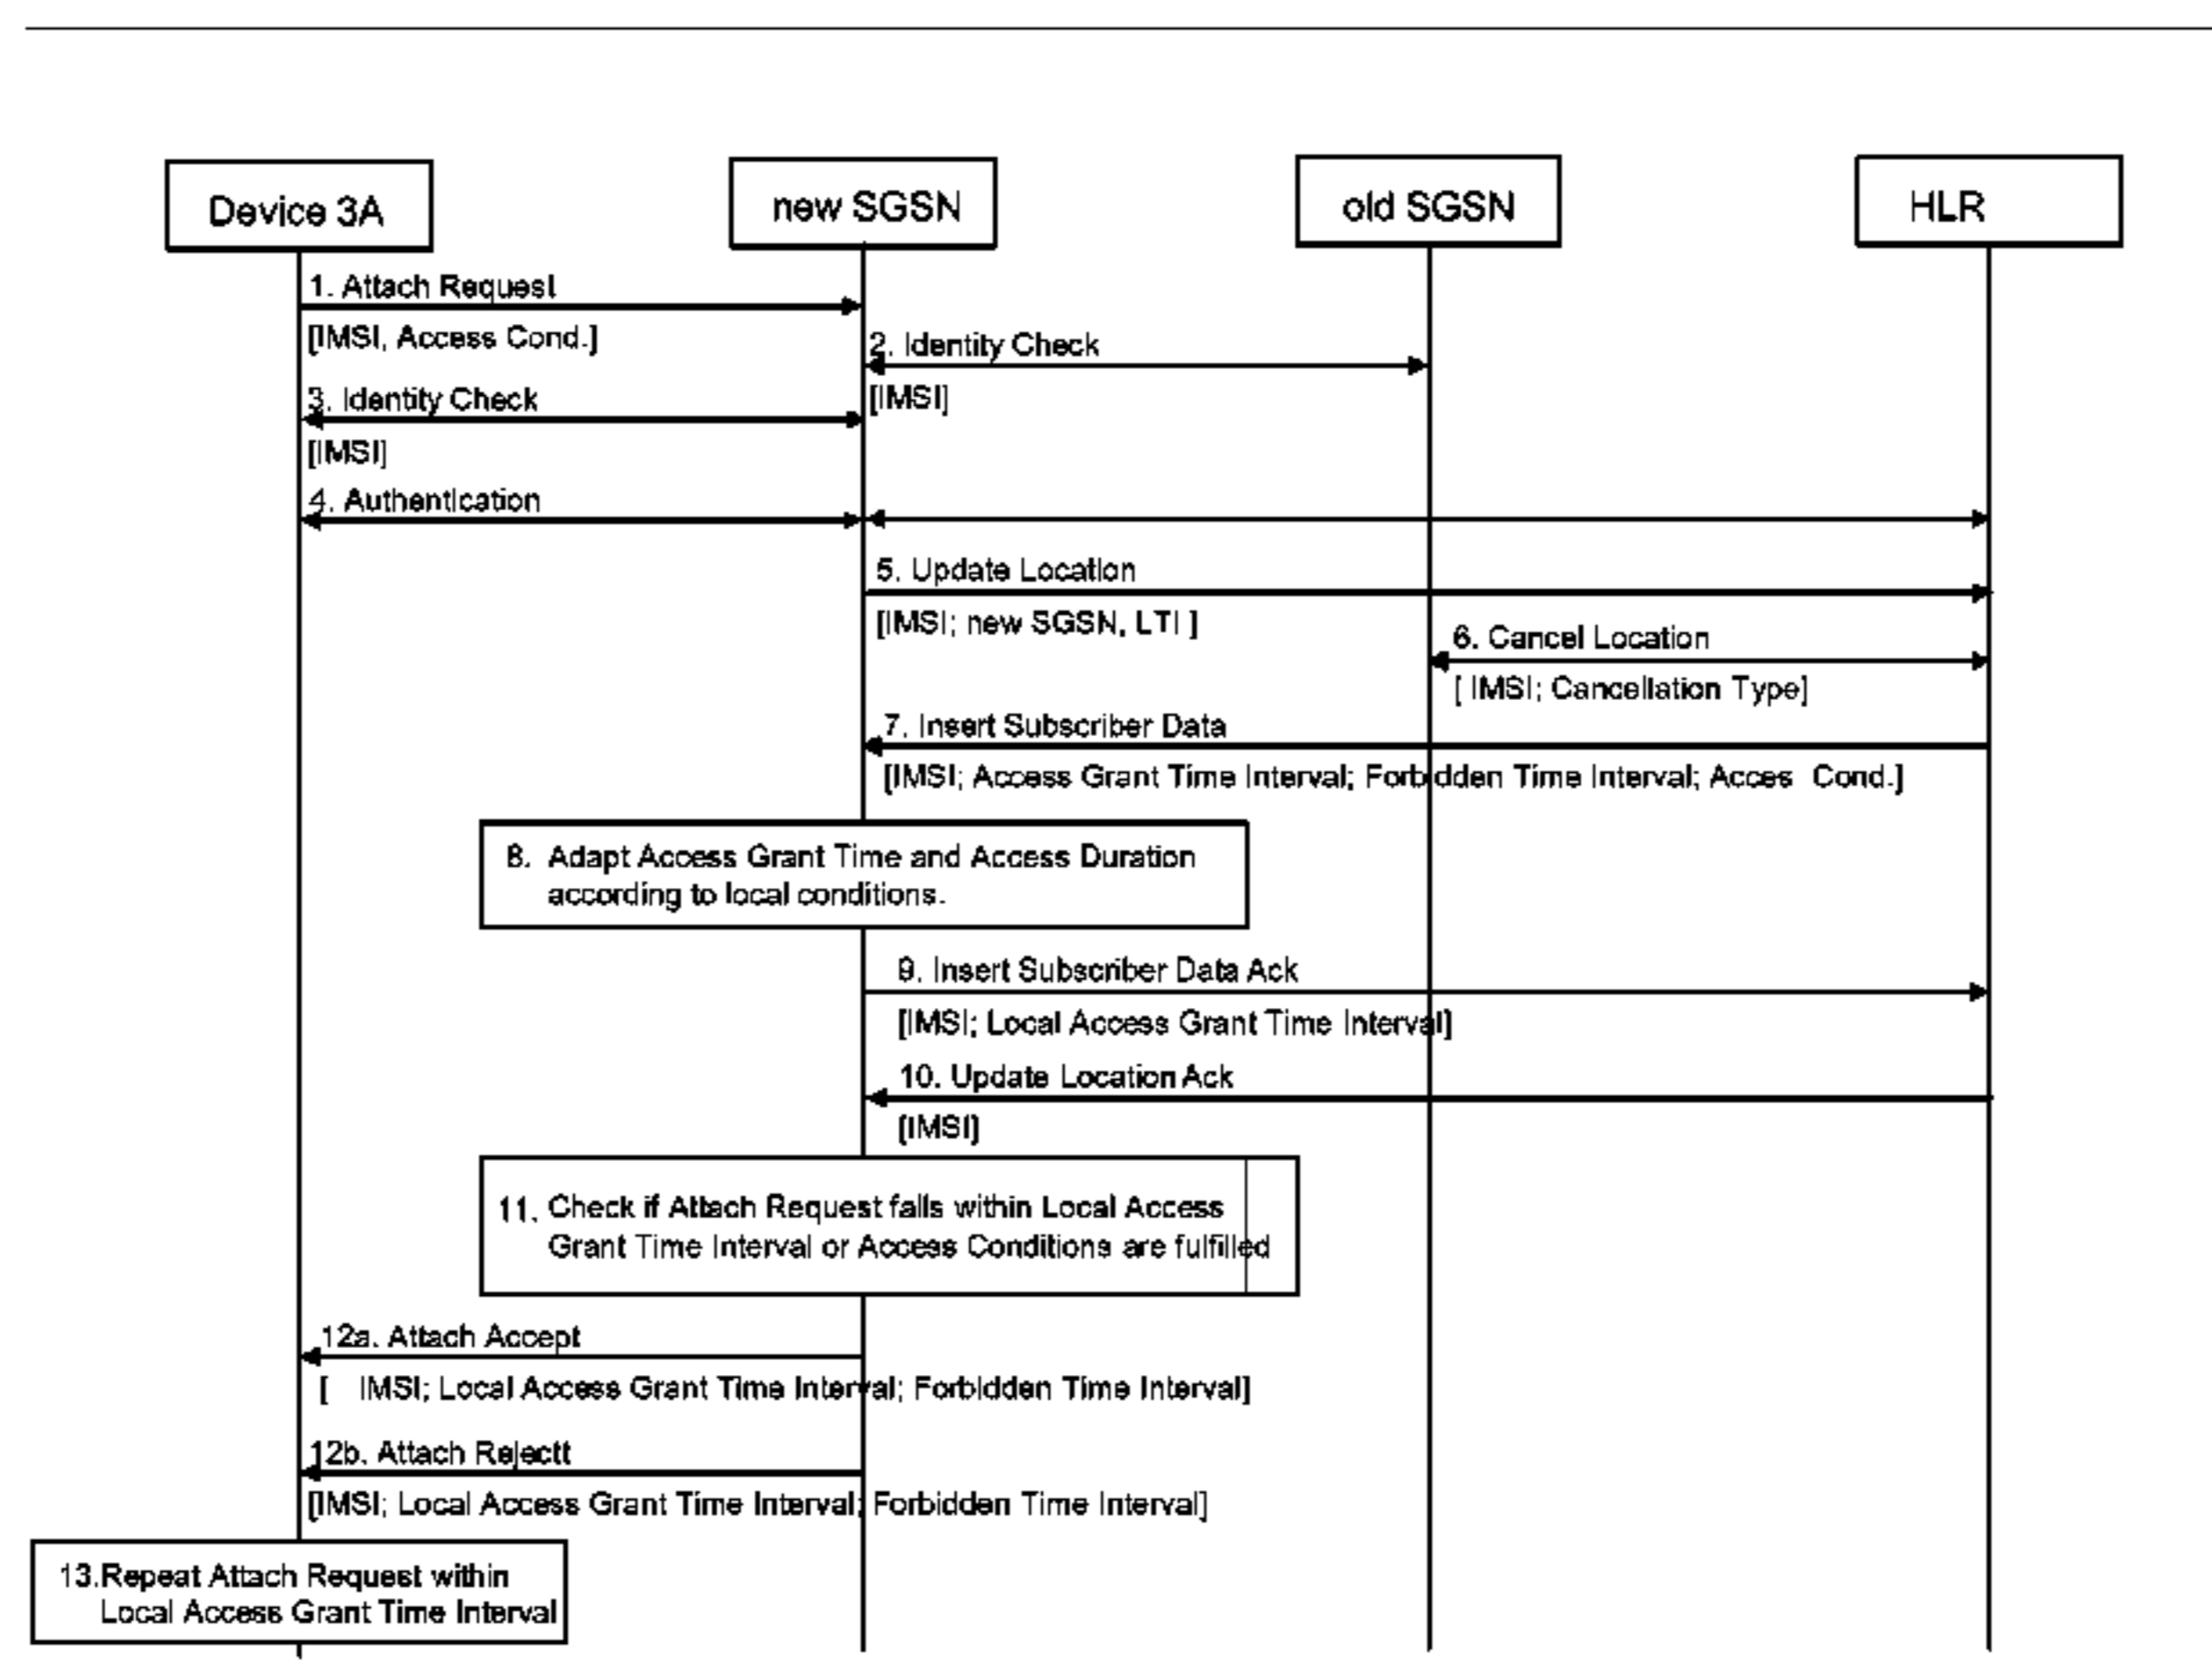 Device 3A
new SGSN
old SGSN
HLR
1. Attach Request
[IMSI, Access Cond.]
2. Identity Check
[IMSI]
3. Identity Check
[IMSI]
4. Authentication
5. Update Location
[IMSI; new SGSN, LTI ]
6. Cancel Location
[ IMSI; Cancellation Type]
7. Insert Subscriber Data
[IMSI; Access Grant Time Interval; Forbidden Time Interval; Acces Cond.]
8. Adapt Access Grant Time and Access Duration
according to local conditions.
9. Insert Subscriber Data Ack
[IMSI; Local Access Grant Time Interval]
10. Update Location Ack
[IMSI]
11. Check if Attach Request falls within Local Access
Grant Time Interval or Access Conditions are fulfilled
12a. Attach Accept
[ IMSI; Local Access Grant Time Interval; Forbidden Time Interval]
12b. Attach Rejectt
[IMSI; Local Access Grant Time Interval; Forbidden Time Interval]
13.Repeat Attach Request within
Local Access Grant Time Interval